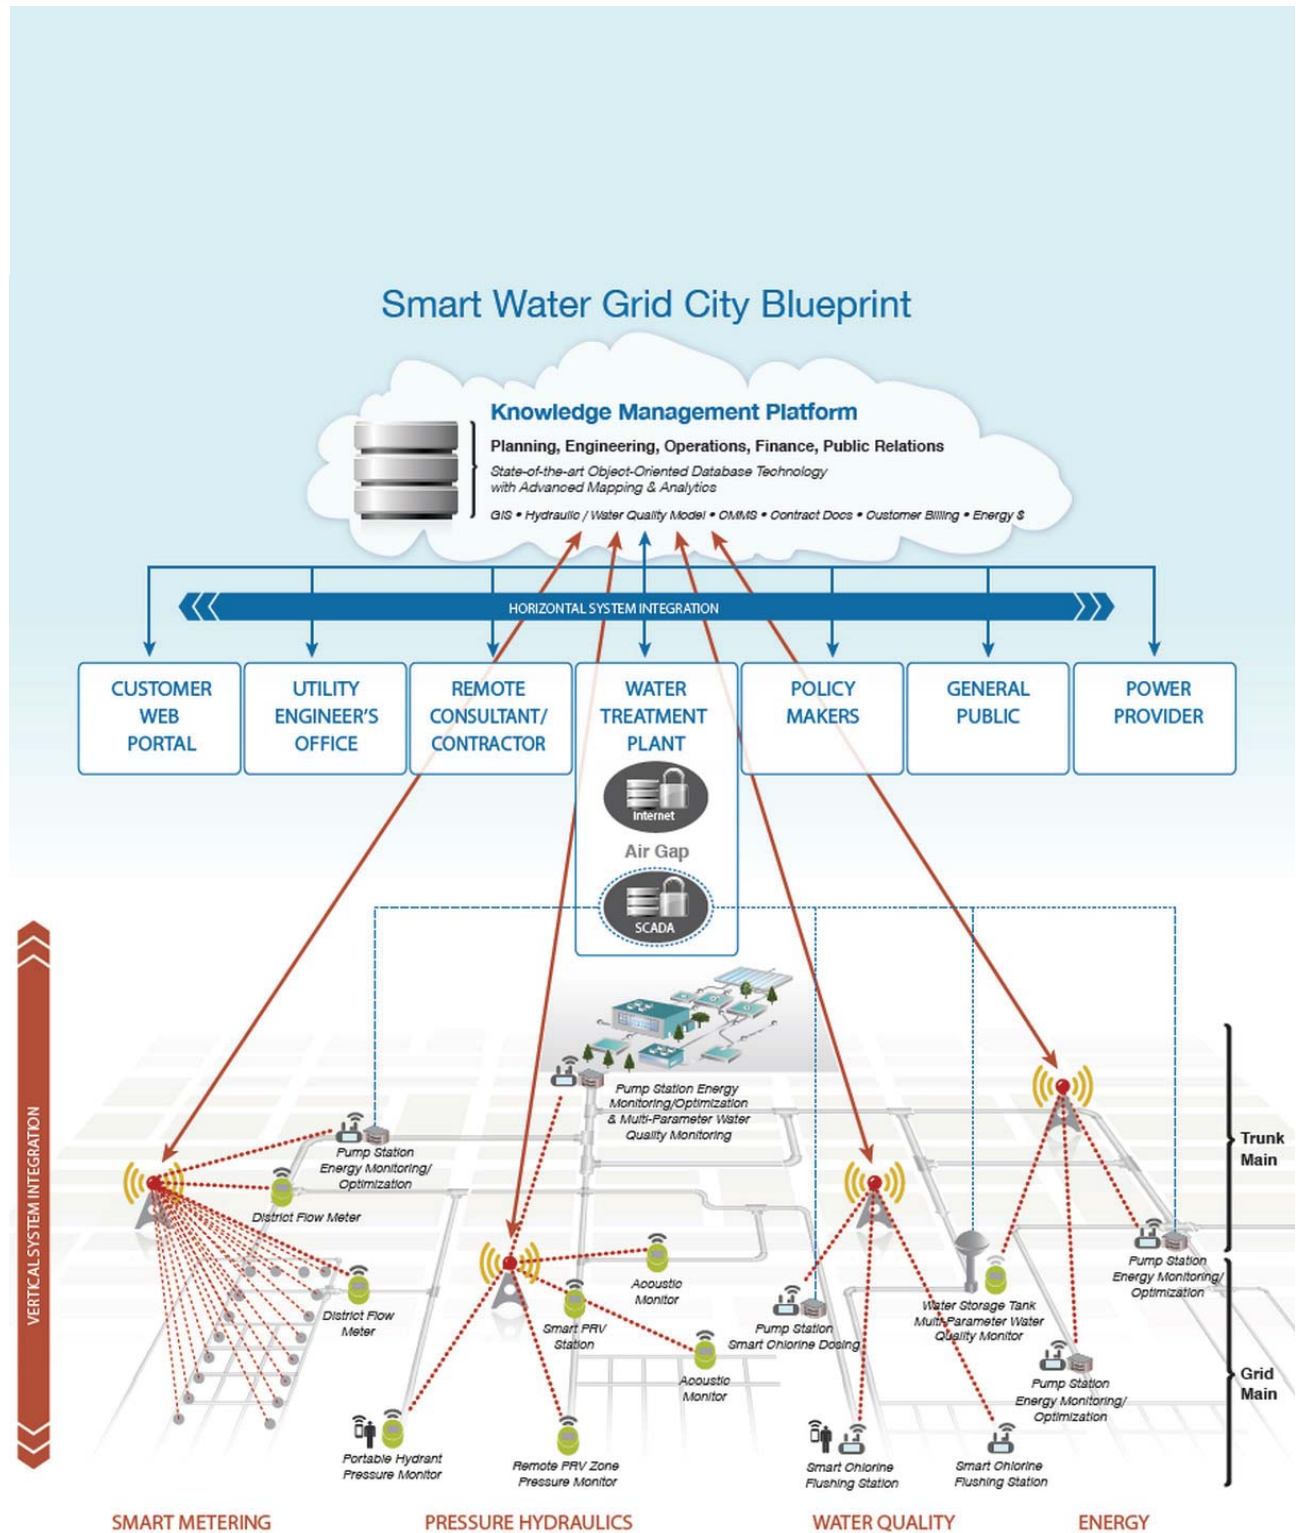 Smart Water Grid City Blueprint
Knowledge Management Platform
Planning, Engineering, Operations, Finance, Public Relations
State-of-the-art Object-Oriented Database Technology
with Advanced Mapping & Analytics
GIS • Hydraulic / Water Quality Model • CMMS • Contract Docs • Customer Billing • Energy $
HORIZONTAL SYSTEM INTEGRATION
CUSTOMER
WEB
PORTAL
UTILITY
ENGINEER'S
OFFICE
REMOTE
CONSULTANT/
CONTRACTOR
WATER
TREATMENT
PLANT
POLICY
MAKERS
GENERAL
PUBLIC
POWER
PROVIDER
Internet
Air Gap
SCADA
VERTICAL SYSTEM INTEGRATION
Pump Station Energy
Monitoring/Optimization
& Multi-Parameter Water
Quality Monitoring
Pump Station
Energy Monitoring/
Optimization
District Flow Meter
District Flow
Meter
Acoustic
Monitor
Smart PRV
Station
Acoustic
Monitor
Portable Hydrant
Pressure Monitor
Remote PRV Zone
Pressure Monitor
Pump Station
Smart Chlorine Dosing
Water Storage Tank
Multi-Parameter Water
Quality Monitor
Pump Station
Energy Monitoring/
Optimization
Pump Station
Energy Monitoring/
Optimization
Smart Chlorine
Flushing Station
Smart Chlorine
Flushing Station
Trunk
Main
Grid
Main
SMART METERING
PRESSURE HYDRAULICS
WATER QUALITY
ENERGY